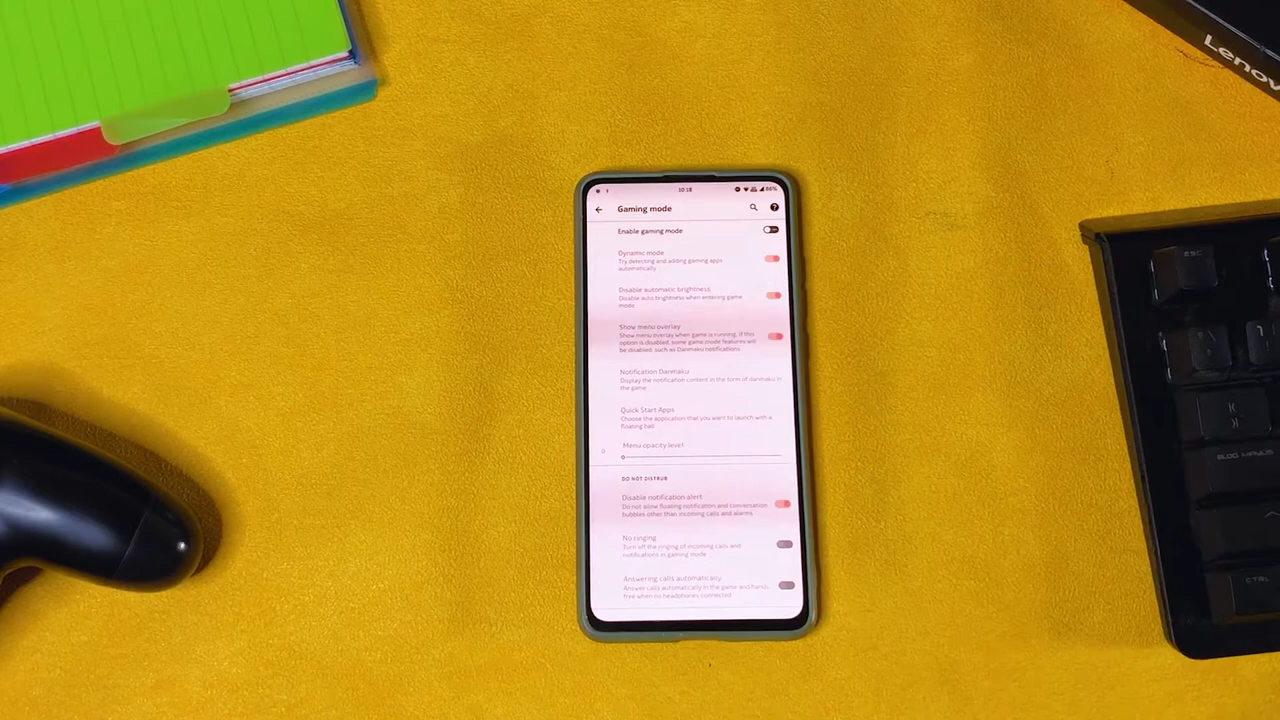 Lenov
10:18
86%
Gaming mode
Enable gaming mode
Dynamic mode
Try detecting and adding gaming apps
automatically
Disable automatic brightness
Disable auto brightness when entering game
mode
Show menu overlay
Show menu overlay when game is running. If this
option is disabled, some game mode features will
be disabled, such as Danmaku notifications
Notification Danmaku
Display the notification content in the form of danmaku in
the game
Quick Start Apps
Choose the application that you want to launch with a
floating ball
Menu opacity level
0
DO NOT DISTRUB
Disable notification alert
Do not allow floating notification and conversation
bubbles other than incoming calls and alarms
No ringing
Turn off the ringing of incoming calls and
notifications in gaming mode
Answering calls automatically
Answer calls automatically in the game and hands
free when no headphones connected
ESC
CTRL